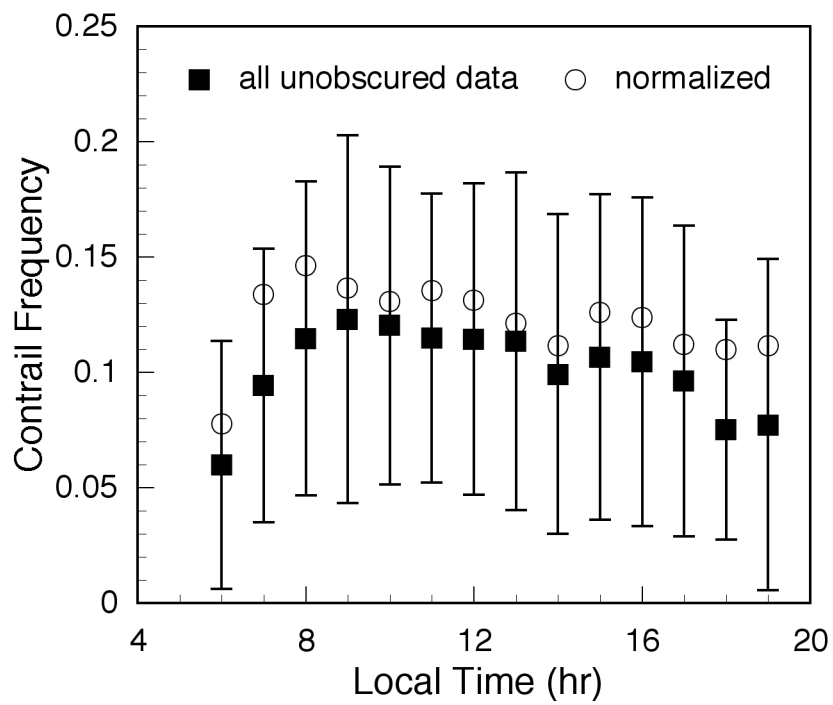 0.25
all unobscured data normalized
0.2
0.15
0.1
0.05
0
4 8 12 16 20
Contrail Frequency
Local Time (hr)